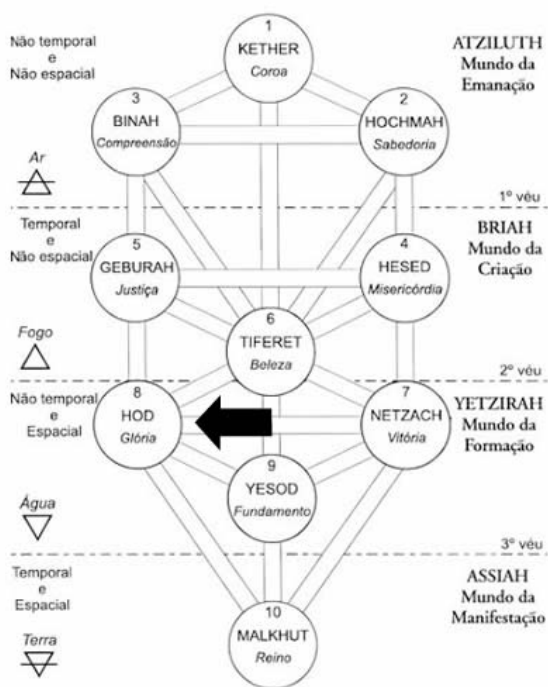 Não temporal
e
Não espacial
1
KETHER
Coroa
ATZILUTH
Mundo da
Emanação
3
BINAH
Compreensão
2
HOCHMAH
Sabedoria
Ar
1º véu
Temporal
e
Não espacial
5
GEBURAH
Justiça
4
HESED
Misericórdia
BRIAH
Mundo da
Criação
6
TIFERET
Beleza
Fogo
2º véu
Não temporal
e
Espacial
8
HOD
Glória
7
NETZACH
Vitória
YETZIRAH
Mundo da
Formação
9
YESOD
Fundamento
Água
3º véu
Temporal
e
Espacial
10
MALKHUT
Reino
ASSIAH
Mundo da
Manifestação
Terra